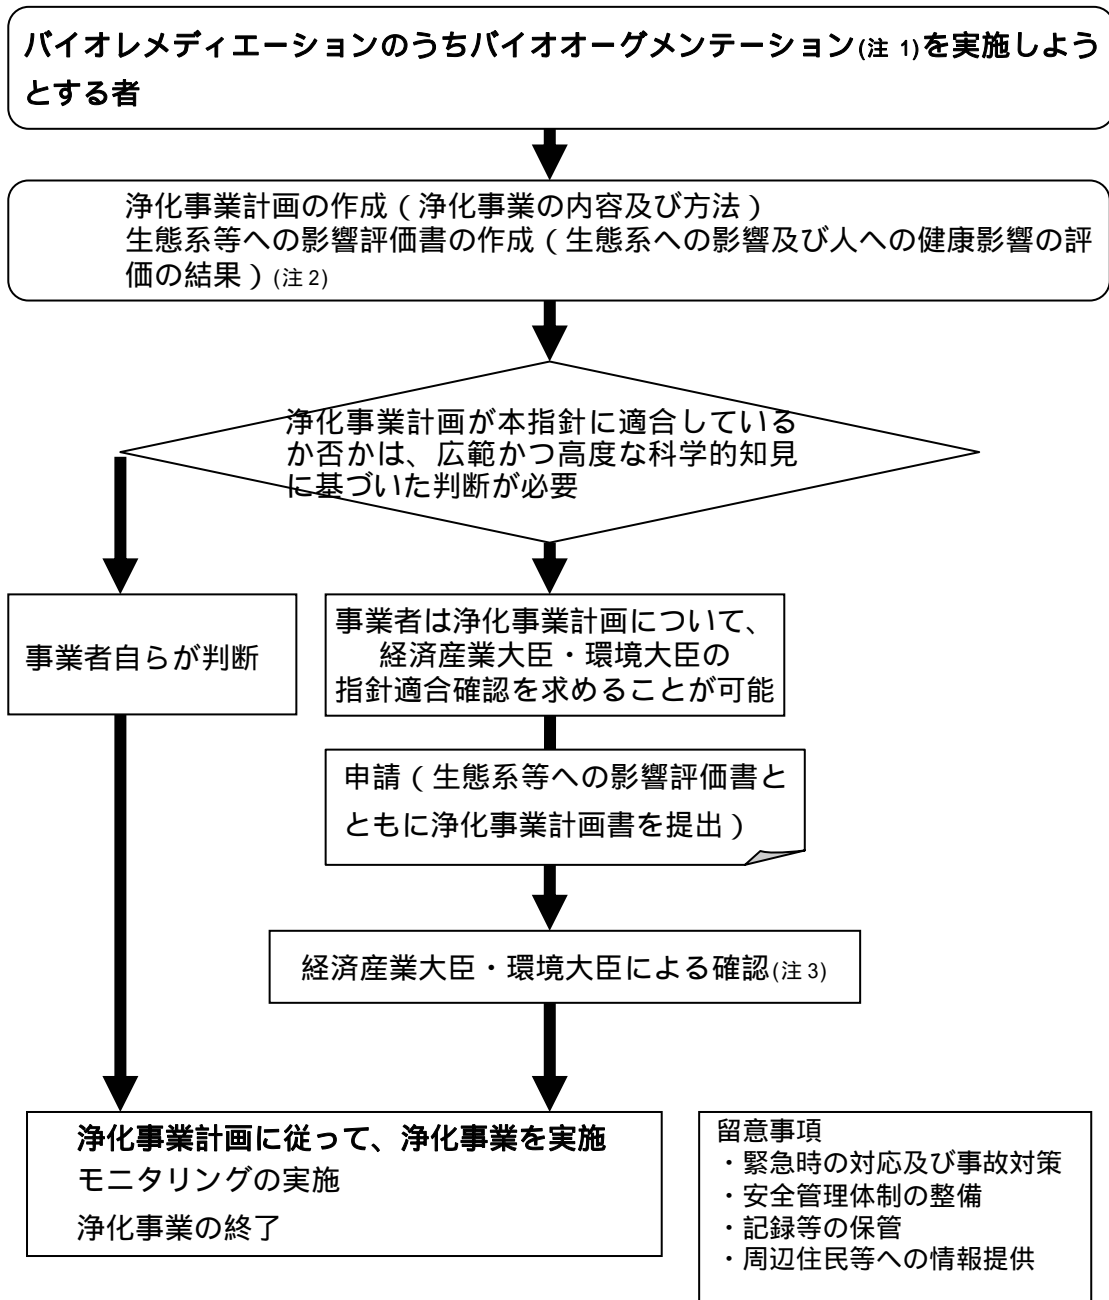 バイオレメディエーションのうちバイオオーグメンテーション(注 1)を実施しよう
とする者
浄化事業計画の作成（浄化事業の内容及び方法）
生態系等への影響評価書の作成（生態系への影響及び人への健康影響の評
価の結果）(注 2)
浄化事業計画が本指針に適合している
か否かは、広範かつ高度な科学的知見
に基づいた判断が必要
事業者自らが判断
事業者は浄化事業計画について、
経済産業大臣・環境大臣の
指針適合確認を求めることが可能
申請（生態系等への影響評価書と
ともに浄化事業計画書を提出）
経済産業大臣・環境大臣による確認(注 3)
浄化事業計画に従って、浄化事業を実施
モニタリングの実施
浄化事業の終了
留意事項
・緊急時の対応及び事故対策
・安全管理体制の整備
・記録等の保管
・周辺住民等への情報提供